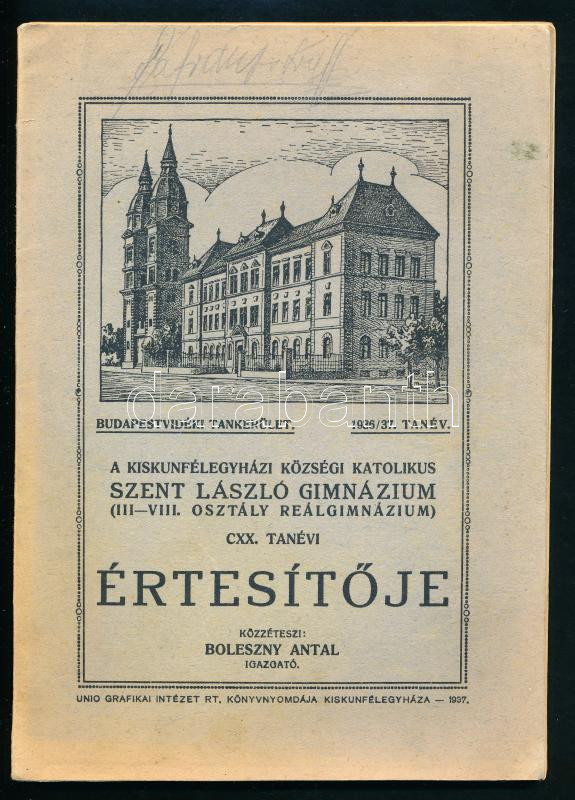 BUDAPESTVIDÉKI TANKERÜLET. 1936/37. TANÉV.
darabanth
A KISKUNFÉLEGYHÁZI KÖZSÉGI KATOLIKUS
SZENT LÁSZLÓ GIMNÁZIUM
(III—VIII. OSZTÁLY REÁLGIMNÁZIUM)
CXX. TANÉVI
ÉRTESÍTŐJE
KÖZZÉTESZI:
BOLESZNY ANTAL
IGAZGATÓ.
UNIO GRAFIKAI INTÉZET RT. KÖNYVNYOMDÁJA KISKUNFÉLEGYHÁZA — 1937.